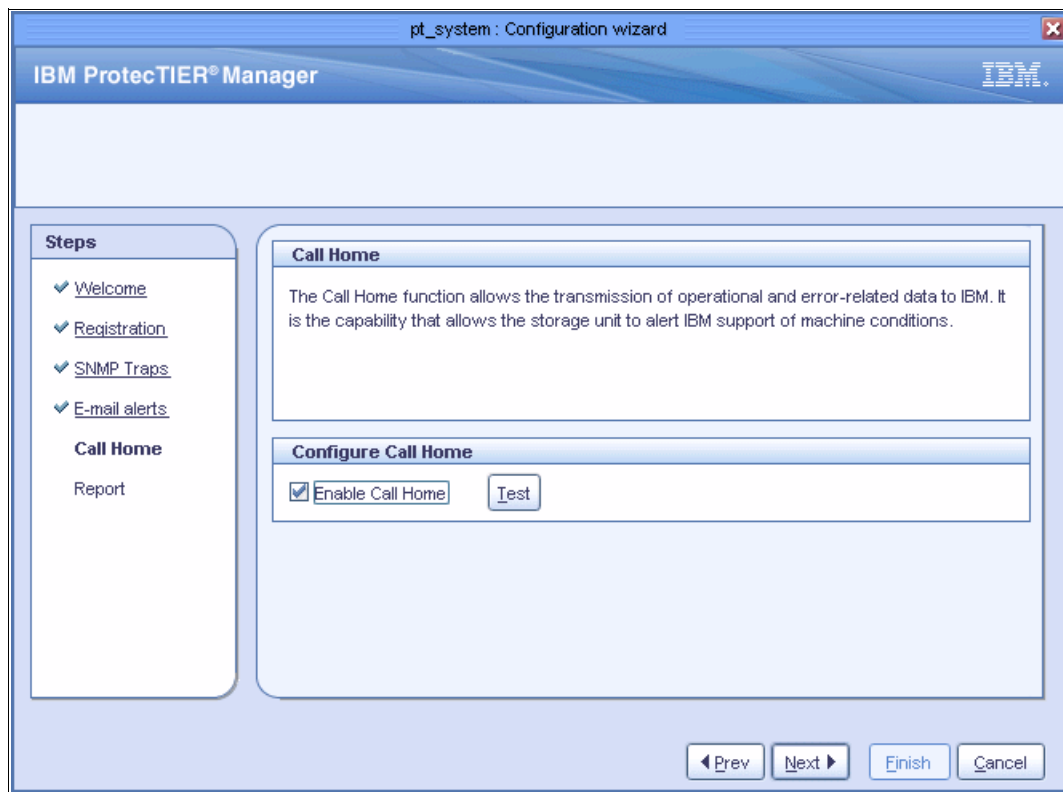 pt_system : Configuration wizard
IBM ProtecTIER® Manager
IBM.
Steps
Welcome
Registration
SNMP Traps
E-mail alerts
Call Home
Report
Call Home
The Call Home function allows the transmission of operational and error-related data to IBM. It
is the capability that allows the storage unit to alert IBM support of machine conditions.
Configure Call Home
Enable Call Home
Test
Prev
Next
Finish
Cancel